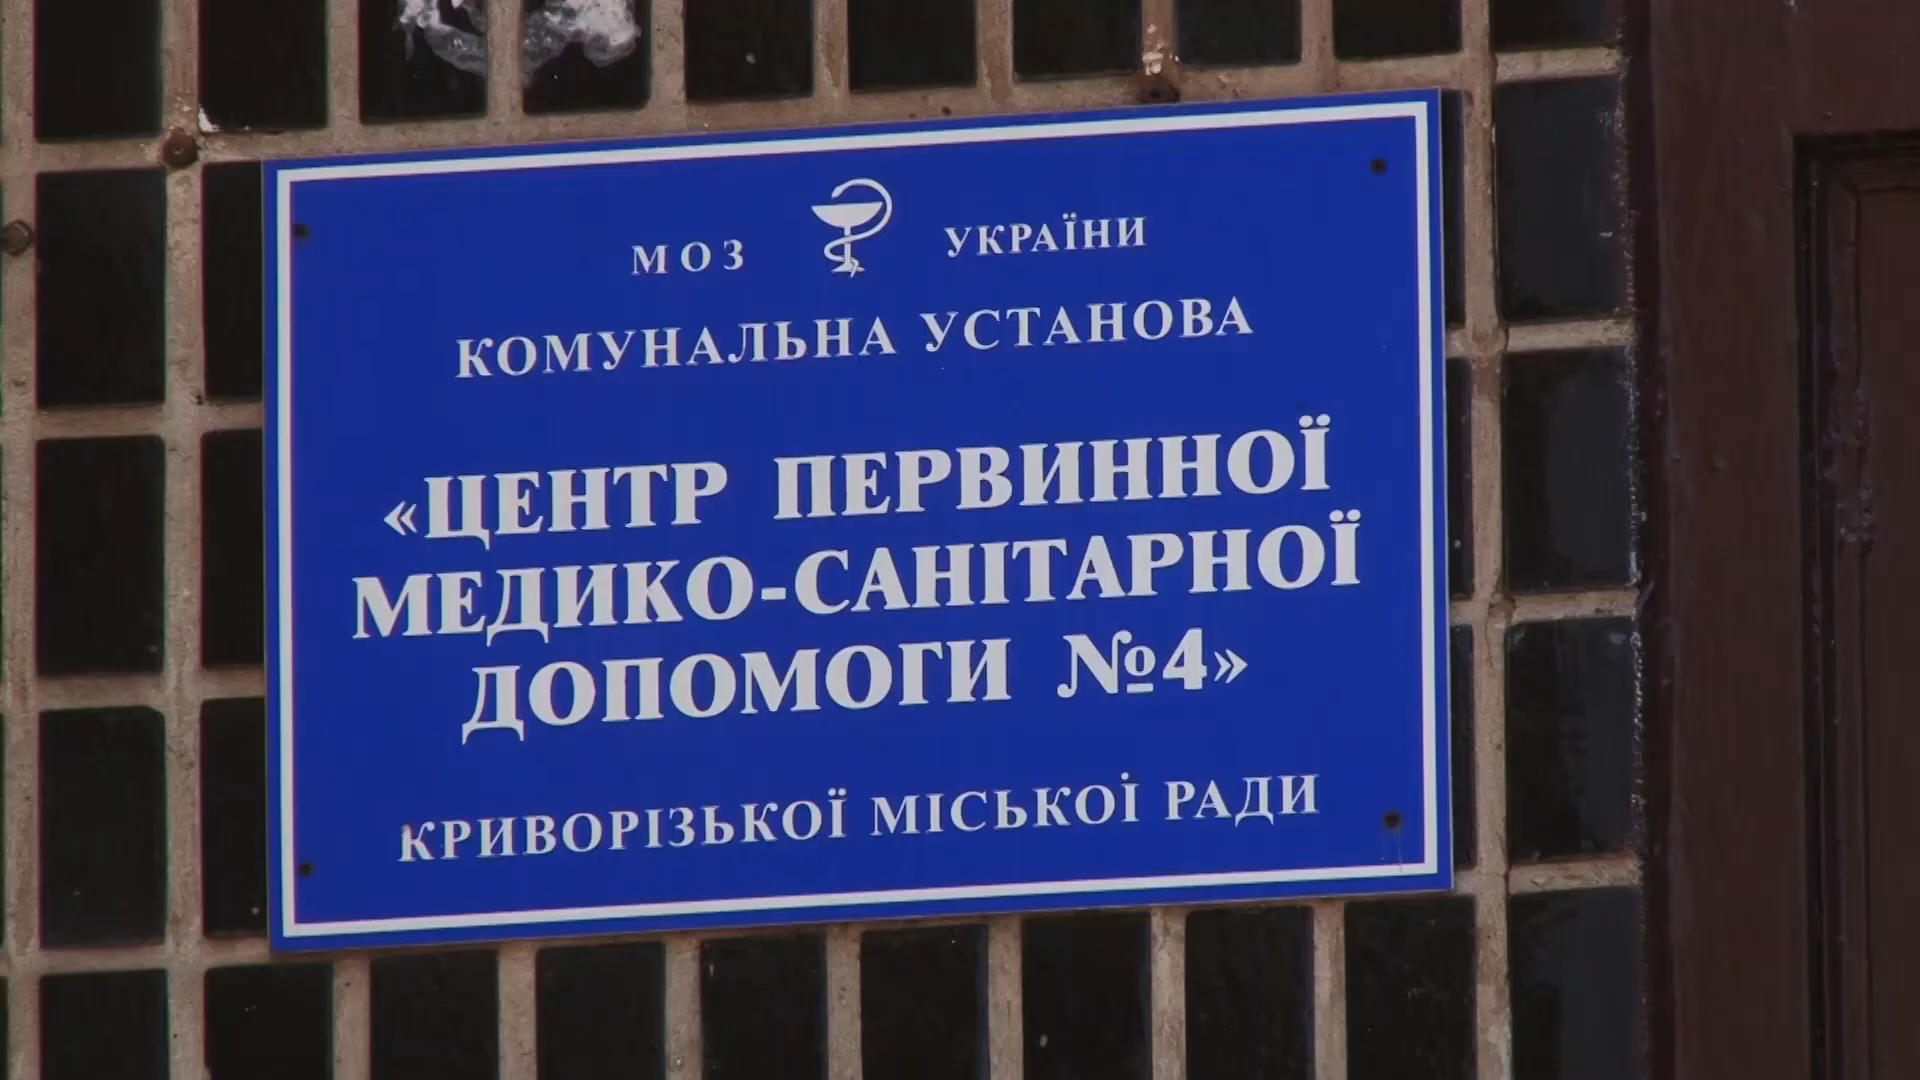 МОЗ УКРАЇНИ
КОМУНАЛЬНА УСТАНОВА
«ЦЕНТР ПЕРВИННОЇ
МЕДИКО-САНІТАРНОЇ
ДОПОМОГИ №4»
КРИВОРІЗЬКОЇ МІСЬКОЇ РАДИ